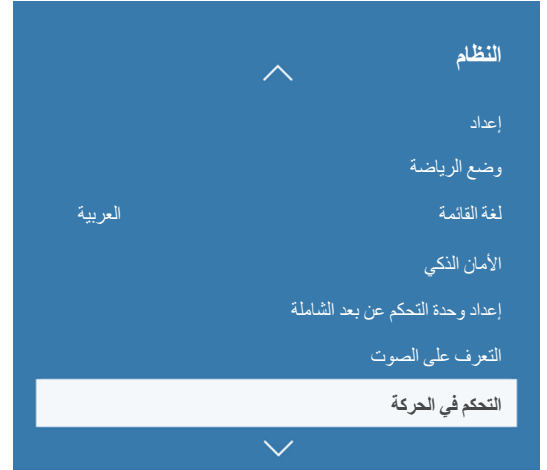 النظام
إعداد
وضع الرياضة
لغة القائمة العربية
الأمان الذكي
إعداد وحدة التحكم عن بعد الشاملة
التعرف على الصوت
التحكم في الحركة